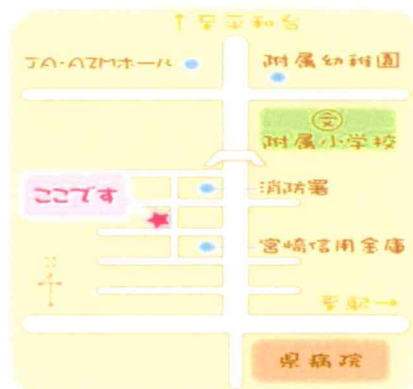 ↑至平和台
JA・AZMホール
附属幼稚園
文
附属小学校
ここです
消防署
宮崎信用金庫
至駅→
県病院